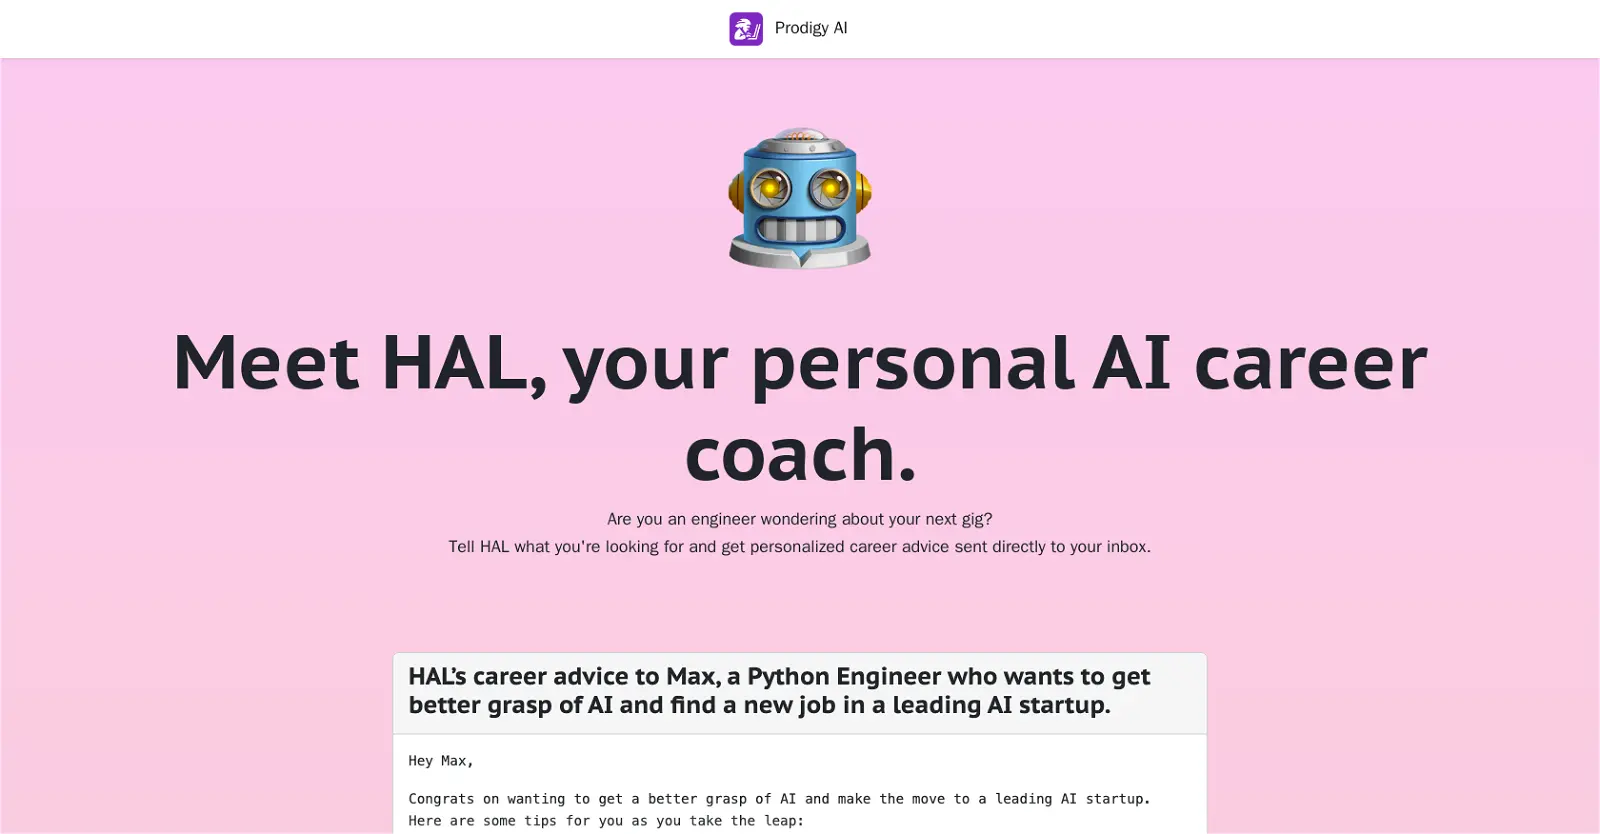 Prodigy AI
Meet HAL, your personal AI career
coach.
Are you an engineer wondering about your next gig?
Tell HAL what you're looking for and get personalized career advice sent directly to your inbox.
HAL’s career advice to Max, a Python Engineer who wants to get
better grasp of AI and find a new job in a leading AI startup.
Hey Max,
Congrats on wanting to get a better grasp of AI and make the move to a leading AI startup.
Here are some tips for you as you take the leap: